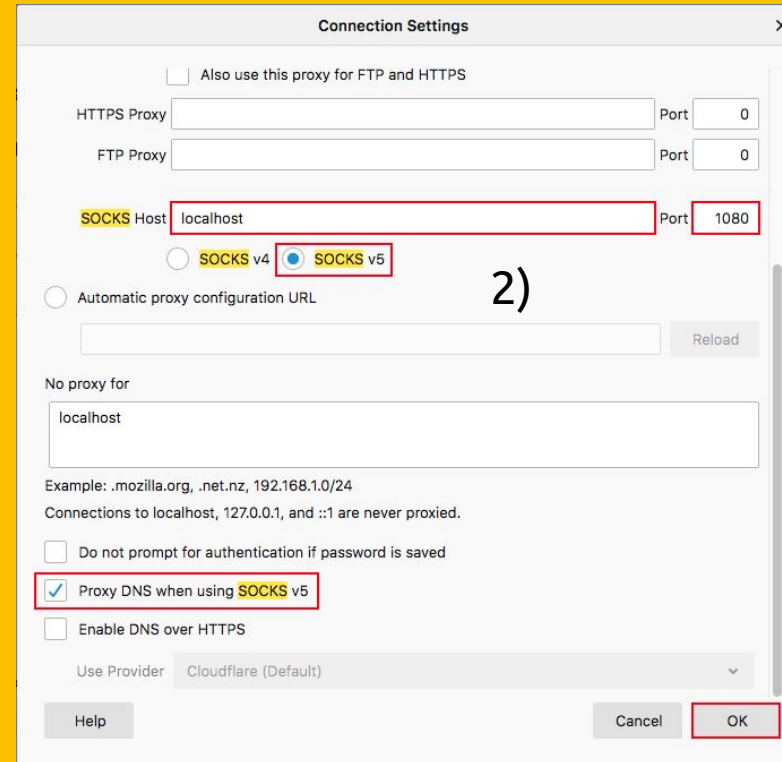 Connection Settings
Also use this proxy for FTP and HTTPS
HTTPS Proxy Port 0
FTP Proxy Port 0
SOCKS Host localhost Port 1080
SOCKS v4 SOCKS v5
2)
Automatic proxy configuration URL
Reload
No proxy for
localhost
Example: .mozilla.org, .net.nz, 192.168.1.0/24
Connections to localhost, 127.0.0.1, and ::1 are never proxied.
Do not prompt for authentication if password is saved
Proxy DNS when using SOCKS v5
Enable DNS over HTTPS
Use Provider Cloudflare (Default)
Help Cancel OK